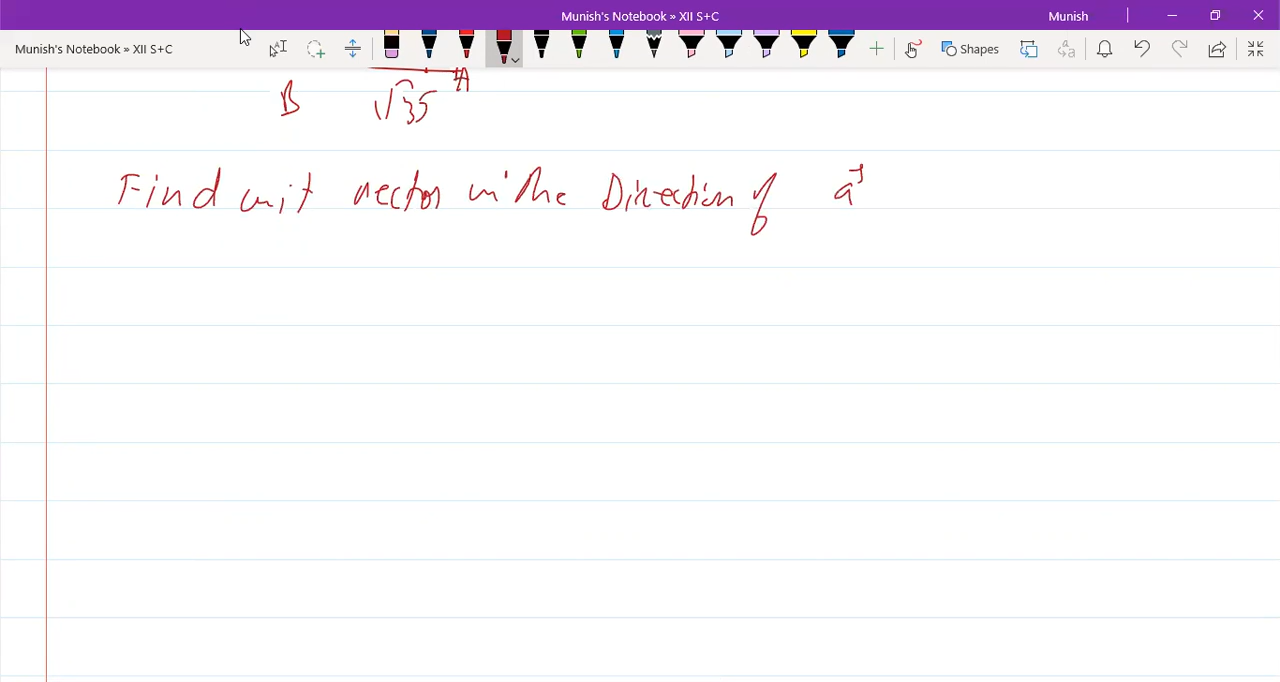 Munish's Notebook » XII S+C
Munish
Munish's Notebook » XII S+C
Shapes
B √35 A
Find unit vector in the Direction of a⃗